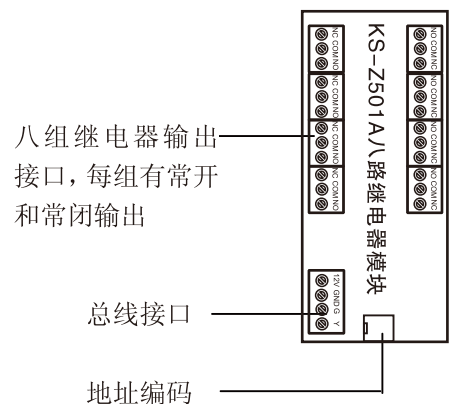 八组继电器输出
接口,每组有常开
和常闭输出
总线接口
地址编码
KS-Z501A八路继电器模块
NC COM NO
NC COM NO
NC COM NO
NC COM NO
NO COM NC
NO COM NC
NO COM NC
NO COM NC
12V GND G Y